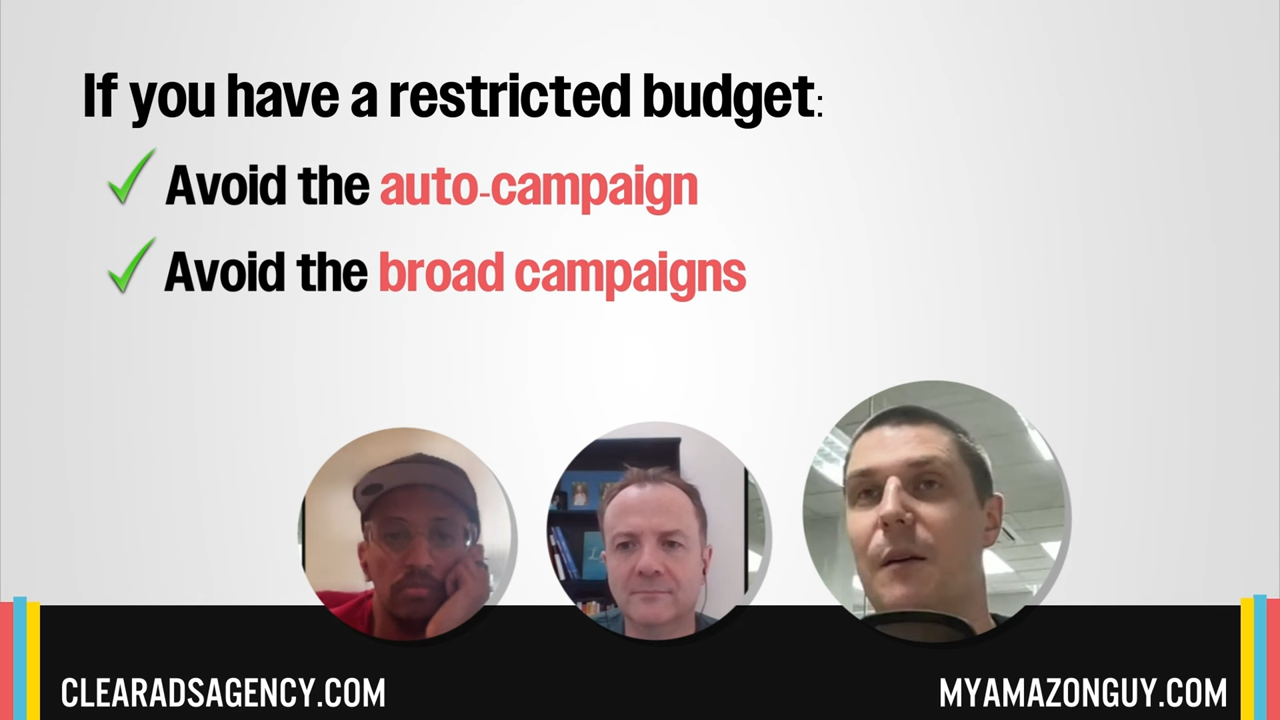 If you have a restricted budget:
Avoid the auto-campaign
Avoid the broad campaigns
CLEARADSAGENCY.COM
MYAMAZONGUY.COM